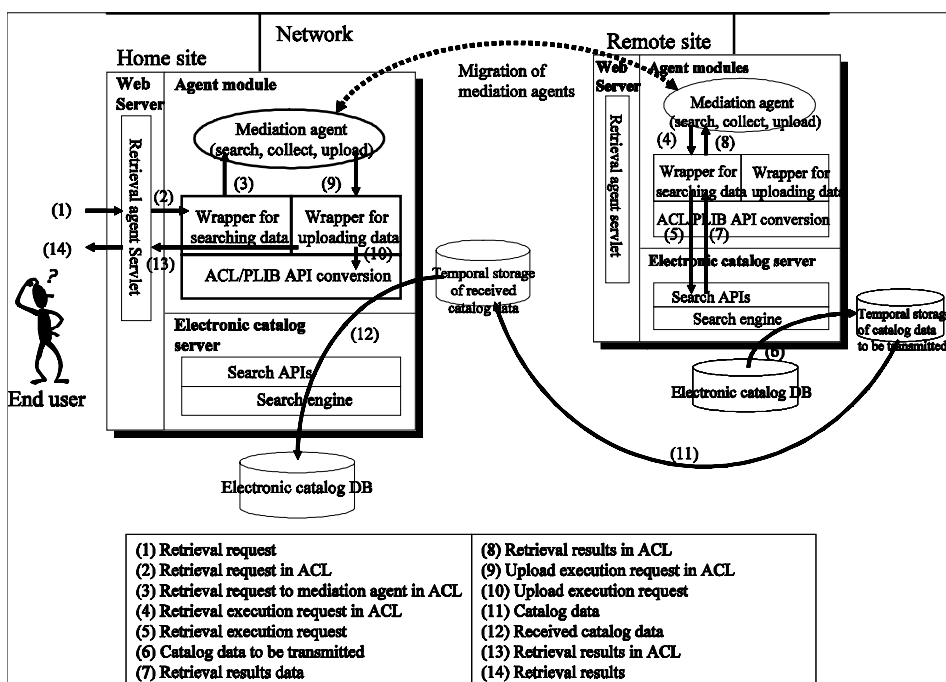 Network
Home site
Remote site
Web
Server
Agent module
Migration of
mediation agents
Web
Server
Agent modules
Mediation agent
(search, collect, upload)
Mediation agent
(search, collect, upload)
(4)
(8)
Retrieval agent Servlet
Retrieval agent servlet
(3)
(9)
(1)
(2)
Wrapper for
searching data
Wrapper for
uploading data
Wrapper for
searching data
Wrapper for
uploading data
ACL/PLIB API conversion
(5)
(7)
(14)
(13)
(10)
ACL/PLIB API conversion
Temporal storage
of received
catalog data
Electronic catalog server
Search APIs
Search engine
Temporal storage
of catalog data
to be transmitted
?
Electronic catalog
server
(12)
(6)
Search APIs
Search engine
Electronic catalog DB
End user
(11)
Electronic catalog DB
(1) Retrieval request
(2) Retrieval request in ACL
(3) Retrieval request to mediation agent in ACL
(4) Retrieval execution request in ACL
(5) Retrieval execution request
(6) Catalog data to be transmitted
(7) Retrieval results data
(8) Retrieval results in ACL
(9) Upload execution request in ACL
(10) Upload execution request
(11) Catalog data
(12) Received catalog data
(13) Retrieval results in ACL
(14) Retrieval results